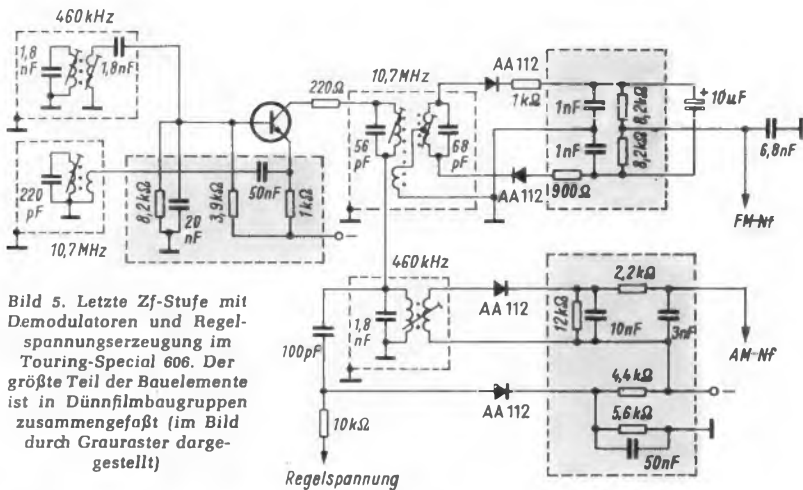 460 kHz
1,8
nF
1,8nF
220
pF
10,7MHz
8,2kΩ
20
nF
3,9kΩ
50nF
1kΩ
220Ω
10,7 MHz
56
pF
68
pF
AA 112
1kΩ
AA 112
900Ω
1nF
1nF
8,2kΩ
8,2kΩ
+ 10µF
6,8nF
FM-Nf
460kHz
1,8
nF
100pF
10kΩ
Regelspannung
AA 112
AA 112
12kΩ
10nF
2,2kΩ
3nF
4,4kΩ
5,6kΩ
50nF
AM-Nf
Bild 5. Letzte Zf-Stufe mit
Demodulatoren und Regel-
spannungserzeugung im
Touring-Special 606. Der
größte Teil der Bauelemente
ist in Dünnfilmbaugruppen
zusammengefaßt (im Bild
durch Grauraster darge-
gestellt)